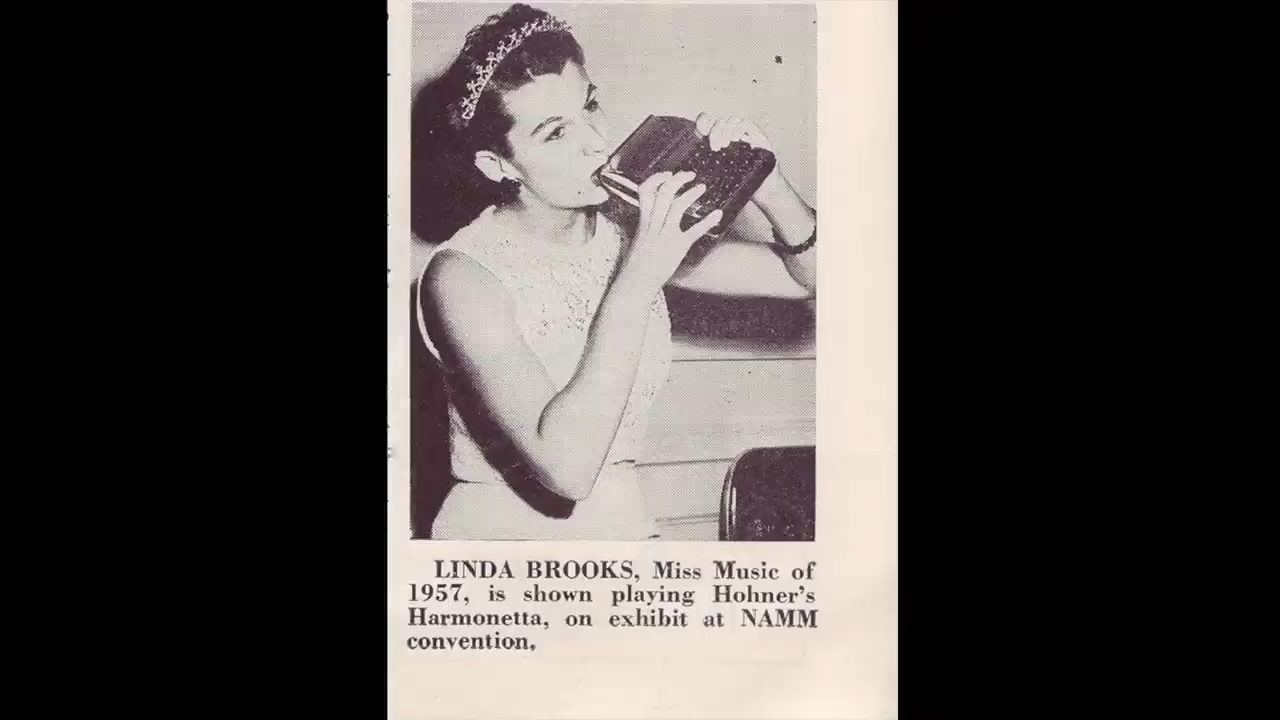 LINDA BROOKS, Miss Music of
1957, is shown playing Hohner's
Harmonetta, on exhibit at NAMM
convention.